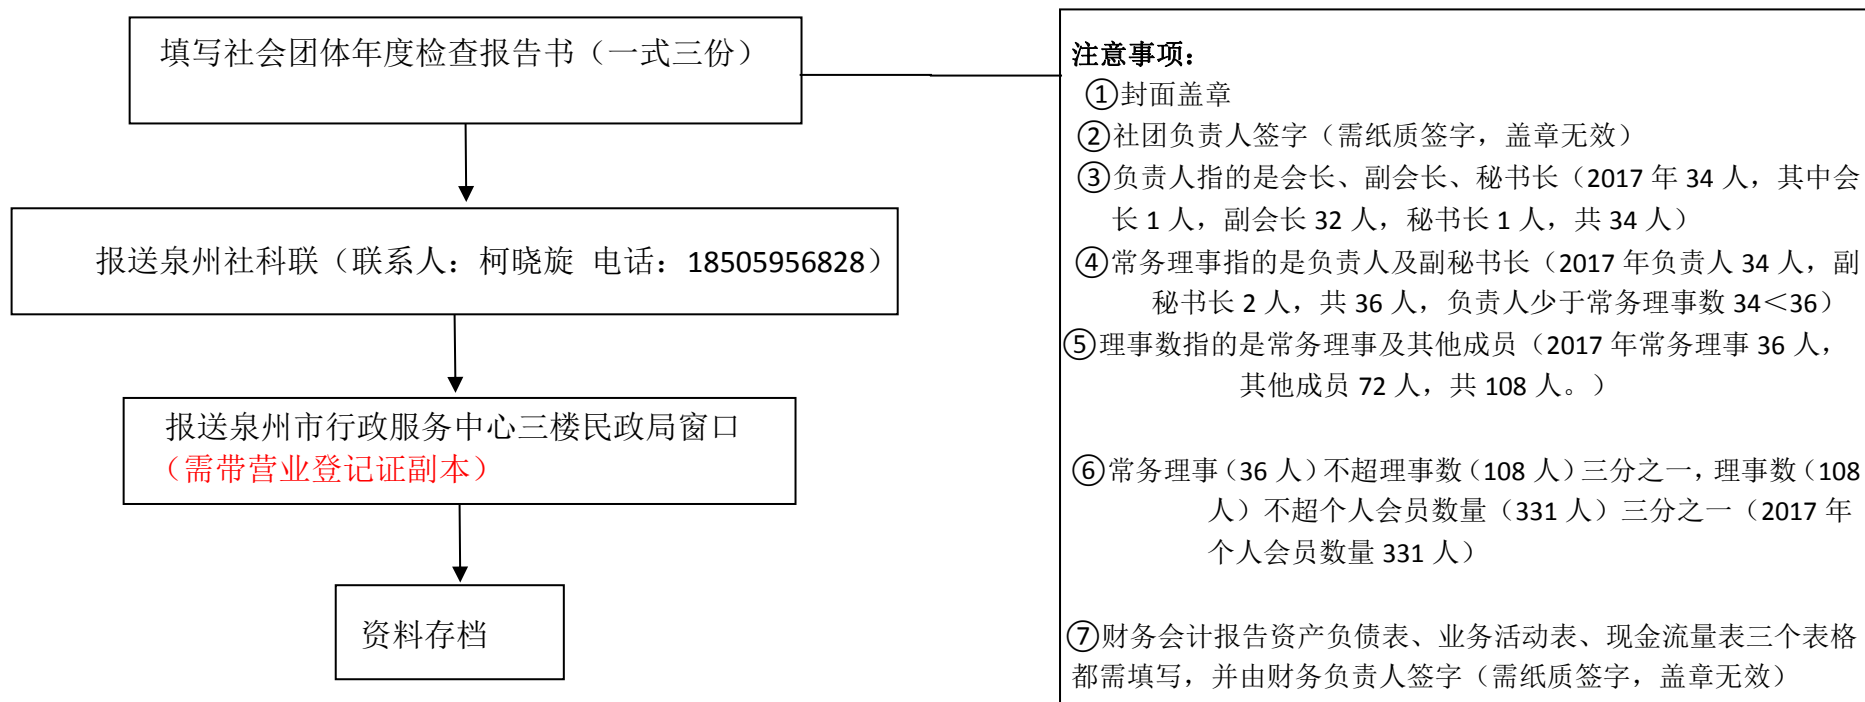 填写社会团体年度检查报告书（一式三份）
报送泉州社科联（联系人：柯晓旋 电话：18505956828）
报送泉州市行政服务中心三楼民政局窗口
（需带营业登记证副本）
资料存档
注意事项：
①封面盖章
②社团负责人签字（需纸质签字，盖章无效）
③负责人指的是会长、副会长、秘书长（2017 年 34 人，其中会
长 1 人，副会长 32 人，秘书长 1 人，共 34 人）
④常务理事指的是负责人及副秘书长（2017 年负责人 34 人，副
秘书长 2 人，共 36 人，负责人少于常务理事数 34＜36）
⑤理事数指的是常务理事及其他成员（2017 年常务理事 36 人，
其他成员 72 人，共 108 人。）
⑥常务理事（36 人）不超理事数（108 人）三分之一，理事数（108
人）不超个人会员数量（331 人）三分之一（2017 年
个人会员数量 331 人）
⑦财务会计报告资产负债表、业务活动表、现金流量表三个表格
都需填写，并由财务负责人签字（需纸质签字，盖章无效）